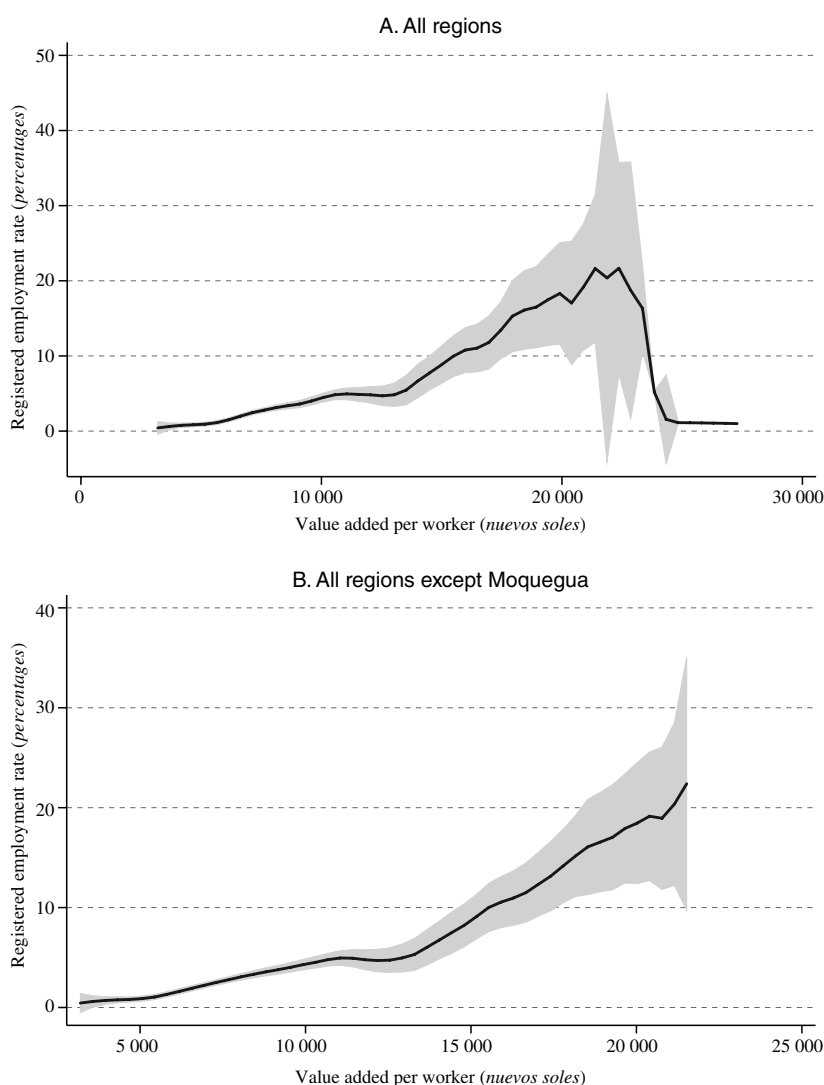 A. All regions
Registered employment rate (percentages)
50
40
30
20
10
0
0 10 000 20 000 30 000
Value added per worker (nuevos soles)
B. All regions except Moquegua
Registered employment rate (percentages)
40
30
20
10
0
5 000 10 000 15 000 20 000 25 000
Value added per worker (nuevos soles)